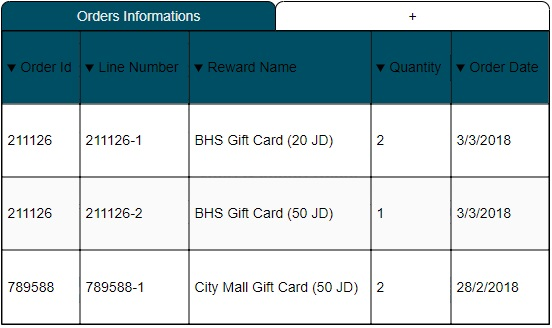 Orders Informations +
▼ Order Id ▼ Line Number ▼ Reward Name ▼ Quantity ▼ Order Date
211126 211126-1 BHS Gift Card (20 JD) 2 3/3/2018
211126 211126-2 BHS Gift Card (50 JD) 1 3/3/2018
789588 789588-1 City Mall Gift Card (50 JD) 2 28/2/2018